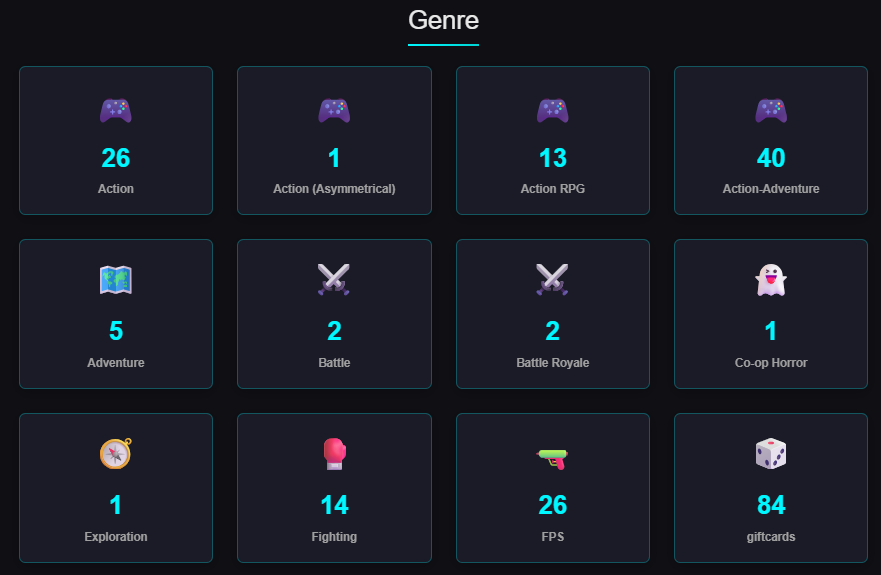 Genre
26
Action
1
Action (Asymmetrical)
13
Action RPG
40
Action-Adventure
5
Adventure
2
Battle
2
Battle Royale
1
Co-op Horror
1
Exploration
14
Fighting
26
FPS
84
giftcards